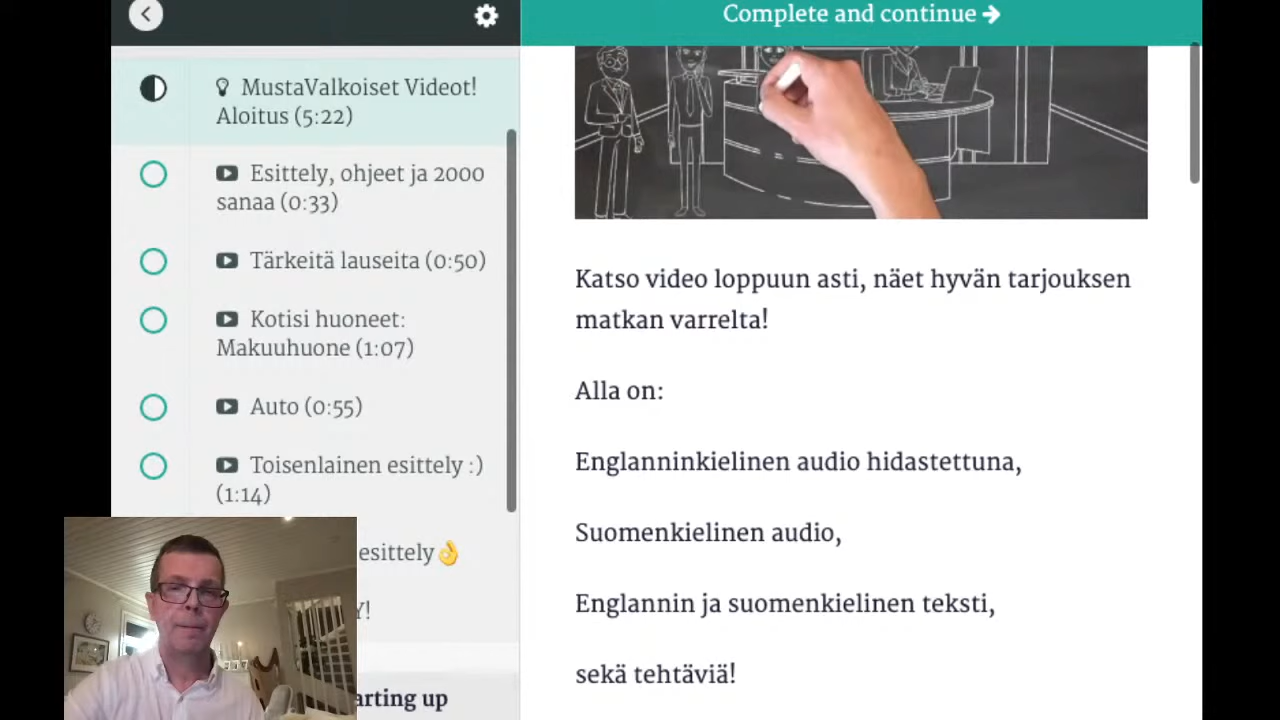 Complete and continue →
MustaValkoiset Videot!
Aloitus (5:22)
Esittely, ohjeet ja 2000
sanaa (0:33)
Tärkeitä lauseita (0:50)
Kotisi huoneet:
Makuuhuone (1:07)
Auto (0:55)
Toisenlainen esittely :)
(1:14)
esittely👌
Y!
arting up
Katso video loppuun asti, näet hyvän tarjouksen
matkan varrelta!
Alla on:
Englanninkielinen audio hidastettuna,
Suomenkielinen audio,
Englannin ja suomenkielinen teksti,
sekä tehtäviä!